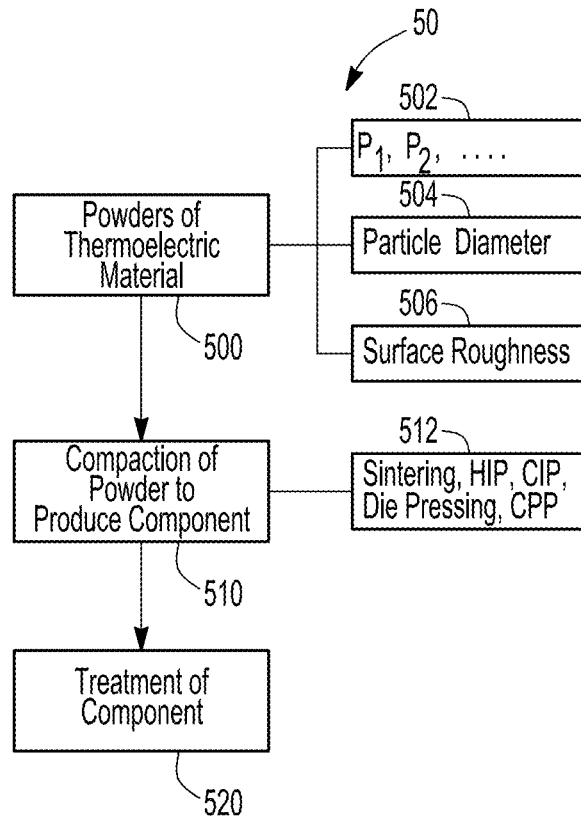 50
502
P1, P2, ....
Powders of
Thermoelectric
Material
500
504
Particle Diameter
506
Surface Roughness
Compaction of
Powder to
Produce Component
510
512
Sintering, HIP, CIP,
Die Pressing, CPP
Treatment of
Component
520